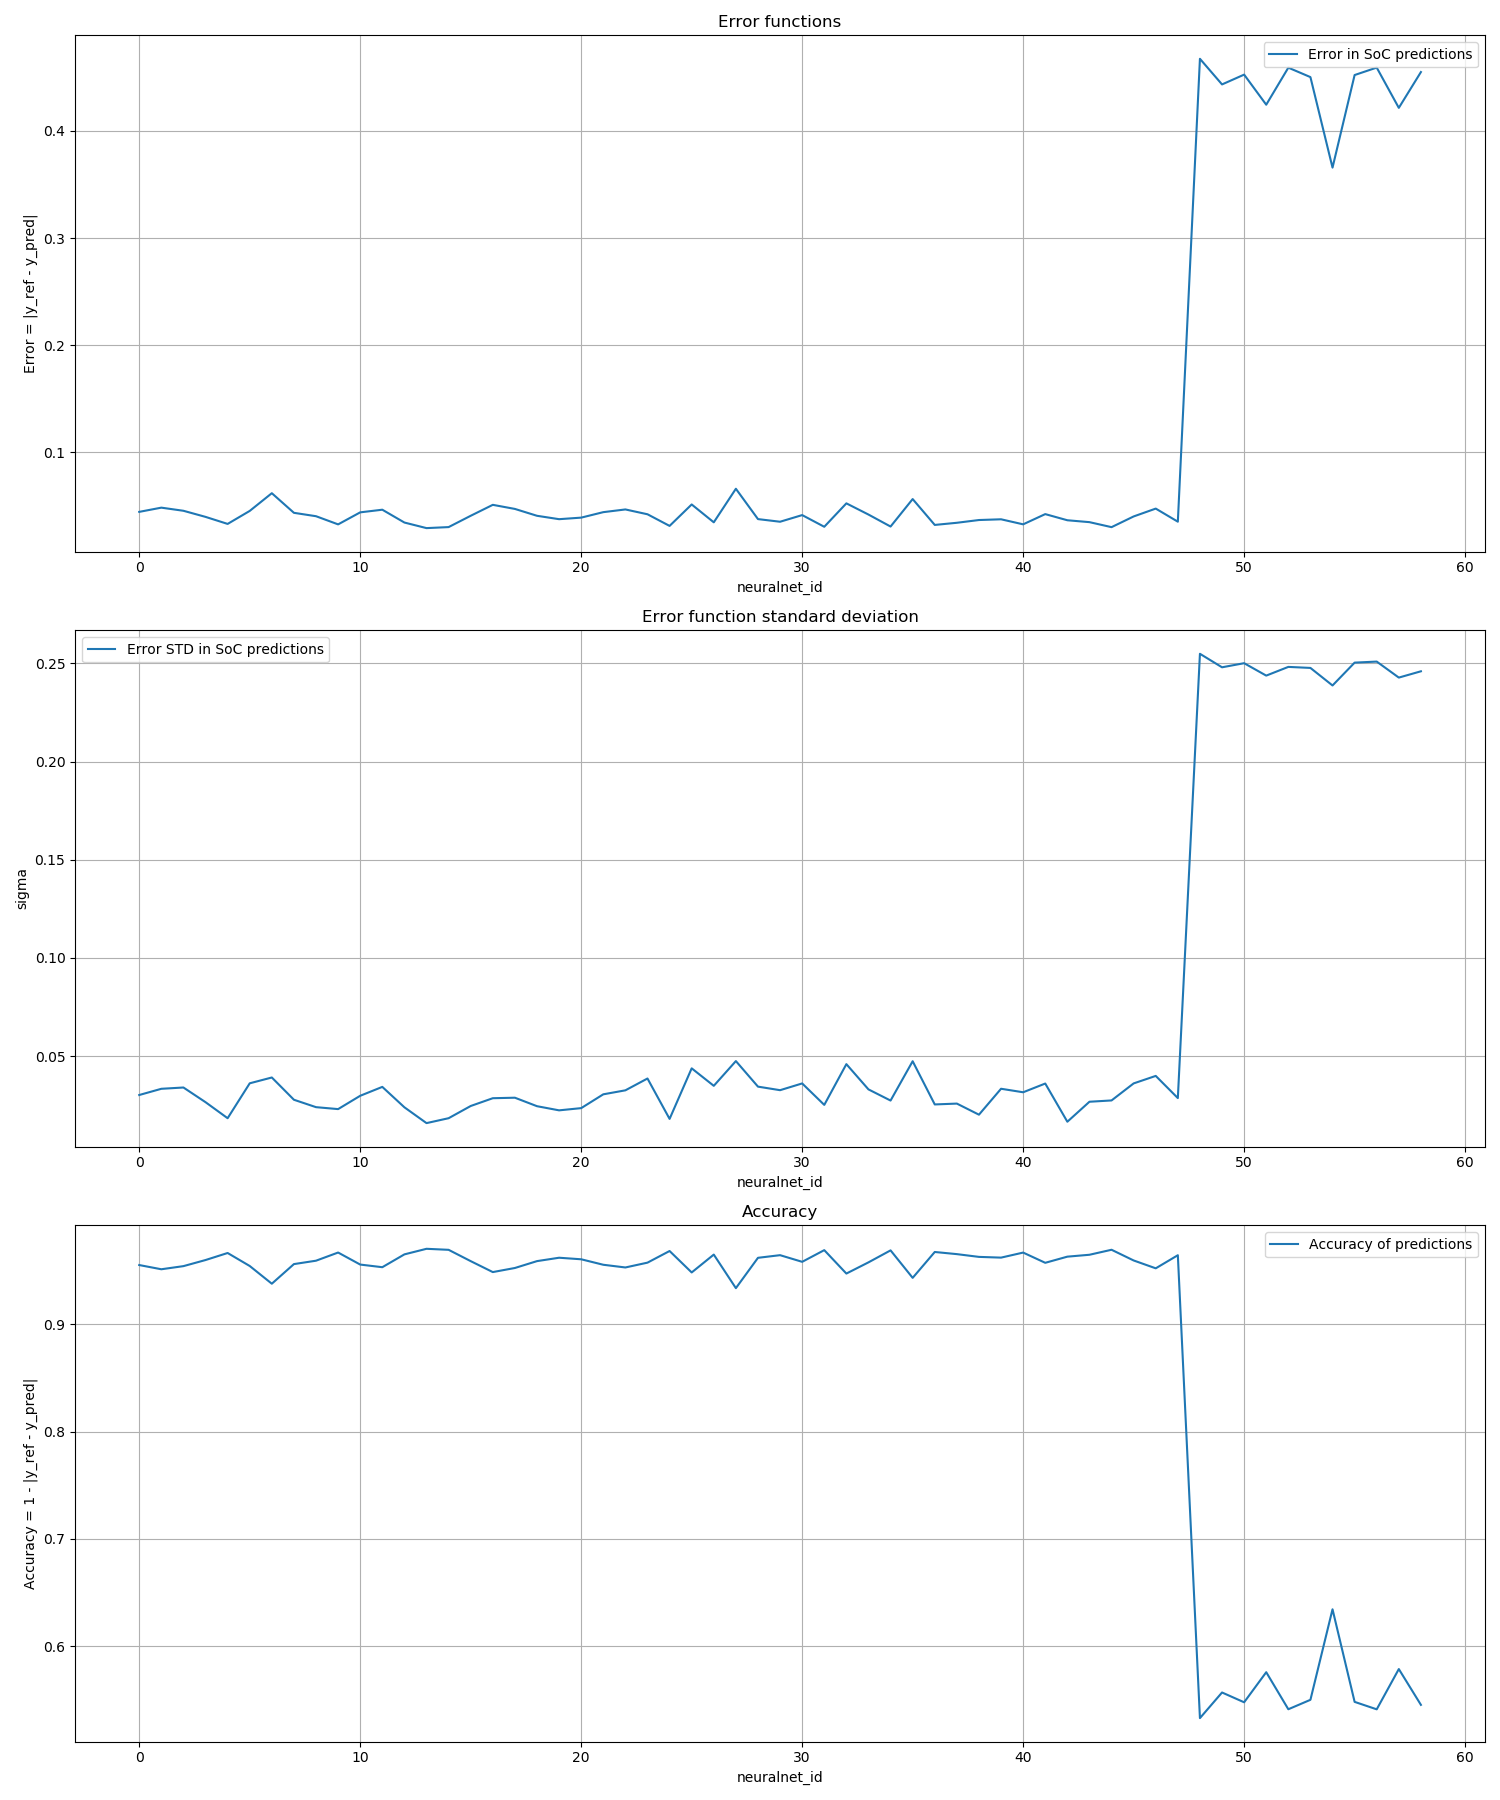 Error functions
Error in SoC predictions
0.4
0.3
0.2
0.1
Error = |y_ref - y_pred|
0 10 20 30 40 50 60
neuralnet_id
Error function standard deviation
Error STD in SoC predictions
0.25
0.20
0.15
0.10
0.05
sigma
0 10 20 30 40 50 60
neuralnet_id
Accuracy
Accuracy of predictions
0.9
0.8
0.7
0.6
Accuracy = 1 - |y_ref - y_pred|
0 10 20 30 40 50 60
neuralnet_id